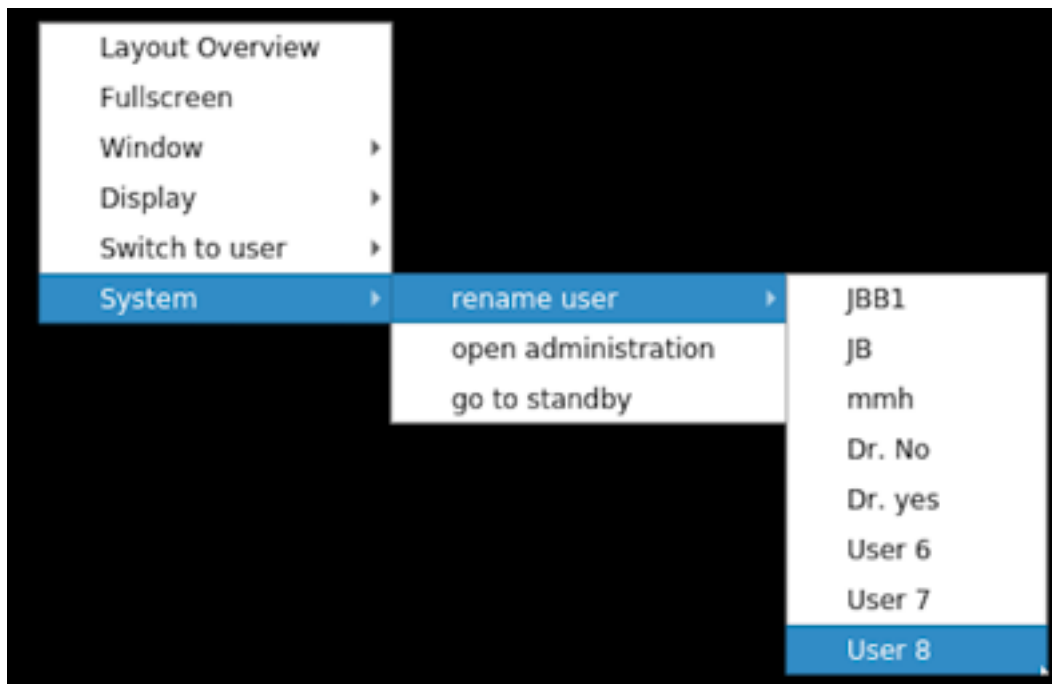 Layout Overview
Fullscreen
Window
Display
Switch to user
System
rename user
open administration
go to standby
JBB1
JB
mmh
Dr. No
Dr. yes
User 6
User 7
User 8